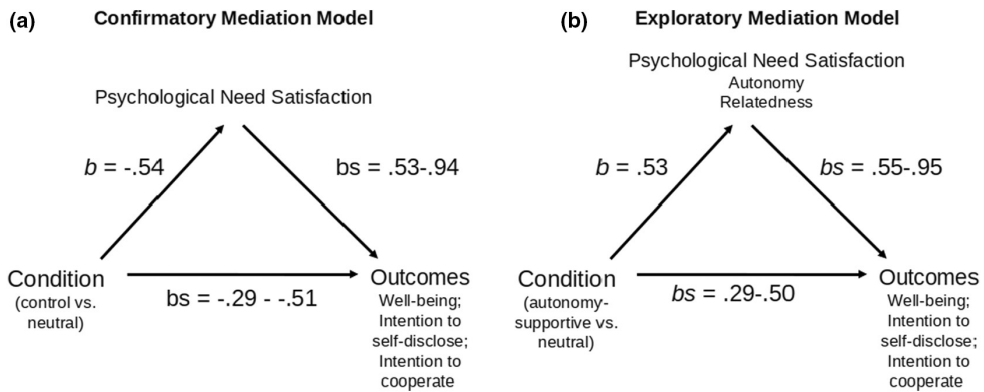 (a)
Confirmatory Mediation Model
Psychological Need Satisfaction
b = -.54
bs = .53-.94
Condition
(control vs.
neutral)
bs = -.29 - -.51
Outcomes
Well-being;
Intention to
self-disclose;
Intention to
cooperate
(b)
Exploratory Mediation Model
Psychological Need Satisfaction
Autonomy
Relatedness
b = .53
bs = .55-.95
Condition
(autonomy-
supportive vs.
neutral)
bs = .29-.50
Outcomes
Well-being;
Intention to
self-disclose;
Intention to
cooperate